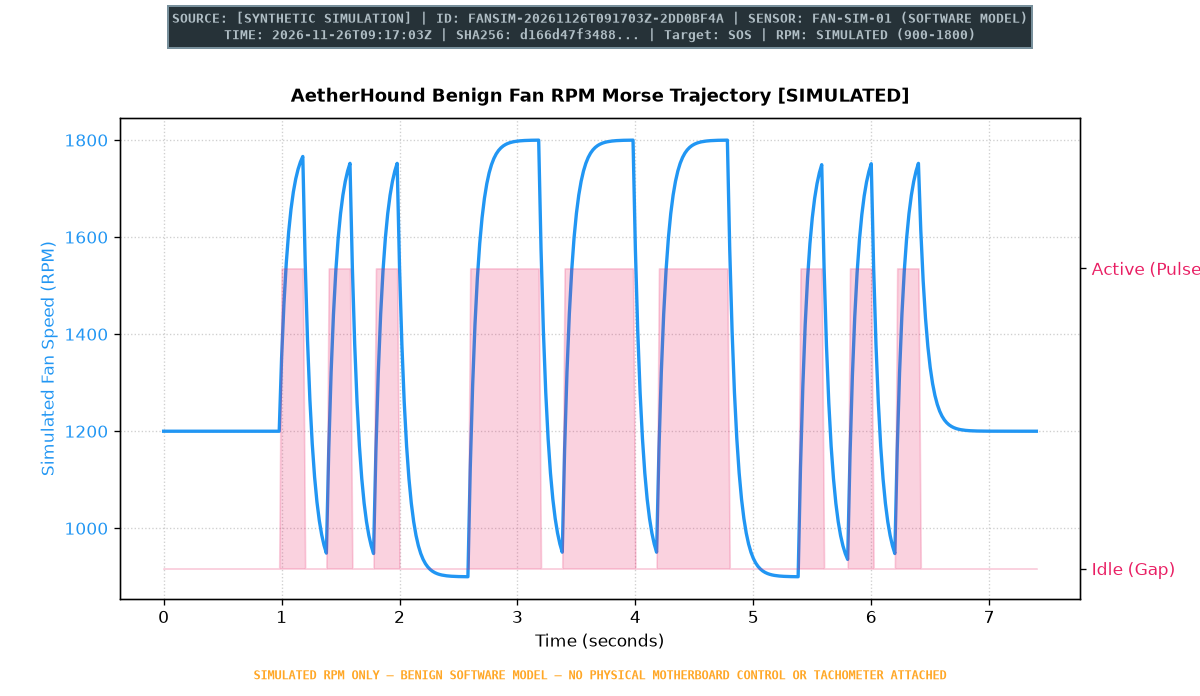 SOURCE: [SYNTHETIC SIMULATION] | ID: FANSIM-20261126T091703Z-2DD0BF4A | SENSOR: FAN-SIM-01 (SOFTWARE MODEL)
TIME: 2026-11-26T09:17:03Z | SHA256: d166d47f3488... | Target: SOS | RPM: SIMULATED (900-1800)
AetherHound Benign Fan RPM Morse Trajectory [SIMULATED]
Simulated Fan Speed (RPM)
1800
1600
1400
1200
1000
Active (Pulse
Idle (Gap)
0 1 2 3 4 5 6 7
Time (seconds)
SIMULATED RPM ONLY — BENIGN SOFTWARE MODEL — NO PHYSICAL MOTHERBOARD CONTROL OR TACHOMETER ATTACHED